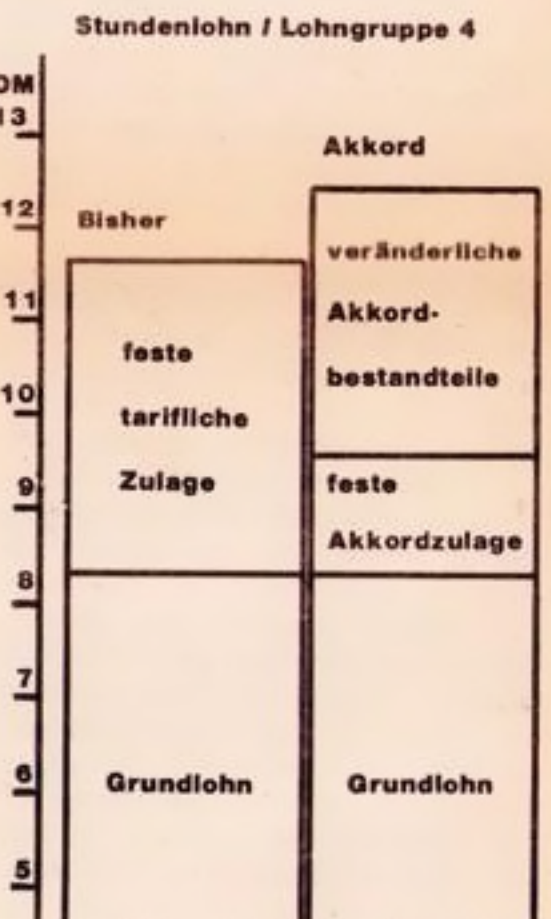 Stundenlohn / Lohngruppe 4
DM
13
Akkord
12
Bisher
veränderliche
11
Akkord-
feste
bestandteile
10
tarifliche
Zulage
9
feste
Akkordzulage
8
7
6
Grundlohn
Grundlohn
5